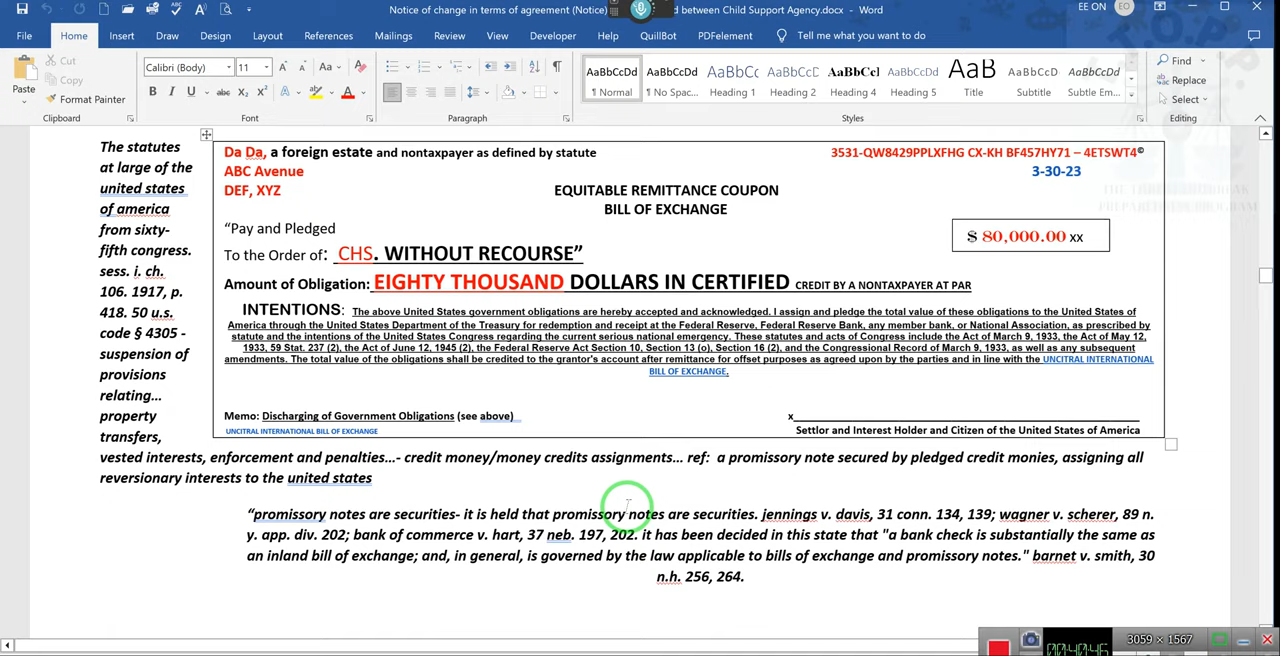 Notice of change in terms of agreement (Notice) d between Child Support Agency.docx - Word
EE ON
EO
File Home Insert Draw Design Layout References Mailings Review View Developer Help QuillBot PDFelement Tell me what you want to do
Paste
Cut
Copy
Format Painter
Calibri (Body) 11
AaBbCcDd AaBbCcDd AaBbCc AaBbCcD AaBbCcI AaBbCcDd AaB AaBbCcD AaBbCcDd
¶ Normal ¶ No Spac... Heading 1 Heading 2 Heading 4 Heading 5 Title Subtitle Subtle Em...
Find
Replace
Select
Clipboard Font Paragraph Styles Editing
The statutes
at large of the
united states
of america
from sixty-
fifth congress.
sess. i. ch.
106. 1917, p.
418. 50 u.s.
code § 4305 -
suspension of
provisions
relating...
property
transfers,
Da Da, a foreign estate and nontaxpayer as defined by statute
3531-QW8429PPLXFHG CX-KH BF457HY71 – 4ETSWT4©
ABC Avenue
3-30-23
DEF, XYZ
EQUITABLE REMITTANCE COUPON
BILL OF EXCHANGE
“Pay and Pledged
$ 80,000.00 xx
To the Order of: CHS. WITHOUT RECOURSE”
Amount of Obligation: EIGHTY THOUSAND DOLLARS IN CERTIFIED CREDIT BY A NONTAXPAYER AT PAR
INTENTIONS: The above United States government obligations are hereby accepted and acknowledged. I assign and pledge the total value of these obligations to the United States of
America through the United States Department of the Treasury for redemption and receipt at the Federal Reserve, Federal Reserve Bank, any member bank, or National Association, as prescribed by
statute and the intentions of the United States Congress regarding the current serious national emergency. These statutes and acts of Congress include the Act of March 9, 1933, the Act of May 12,
1933, 59 Stat. 237 (2), the Act of June 12, 1945 (2), the Federal Reserve Act Section 10, Section 13 (o), Section 16 (2), and the Congressional Record of March 9, 1933, as well as any subsequent
amendments. The total value of the obligations shall be credited to the grantor's account after remittance for offset purposes as agreed upon by the parties and in line with the UNCITRAL INTERNATIONAL
BILL OF EXCHANGE.
Memo: Discharging of Government Obligations (see above)
x
UNCITRAL INTERNATIONAL BILL OF EXCHANGE
Settlor and Interest Holder and Citizen of the United States of America
vested interests, enforcement and penalties...- credit money/money credits assignments... ref: a promissory note secured by pledged credit monies, assigning all
reversionary interests to the united states
“promissory notes are securities- it is held that promissory notes are securities. jennings v. davis, 31 conn. 134, 139; wagner v. scherer, 89 n.
y. app. div. 202; bank of commerce v. hart, 37 neb. 197, 202. it has been decided in this state that "a bank check is substantially the same as
an inland bill of exchange; and, in general, is governed by the law applicable to bills of exchange and promissory notes." barnet v. smith, 30
n.h. 256, 264.
3059 × 1567